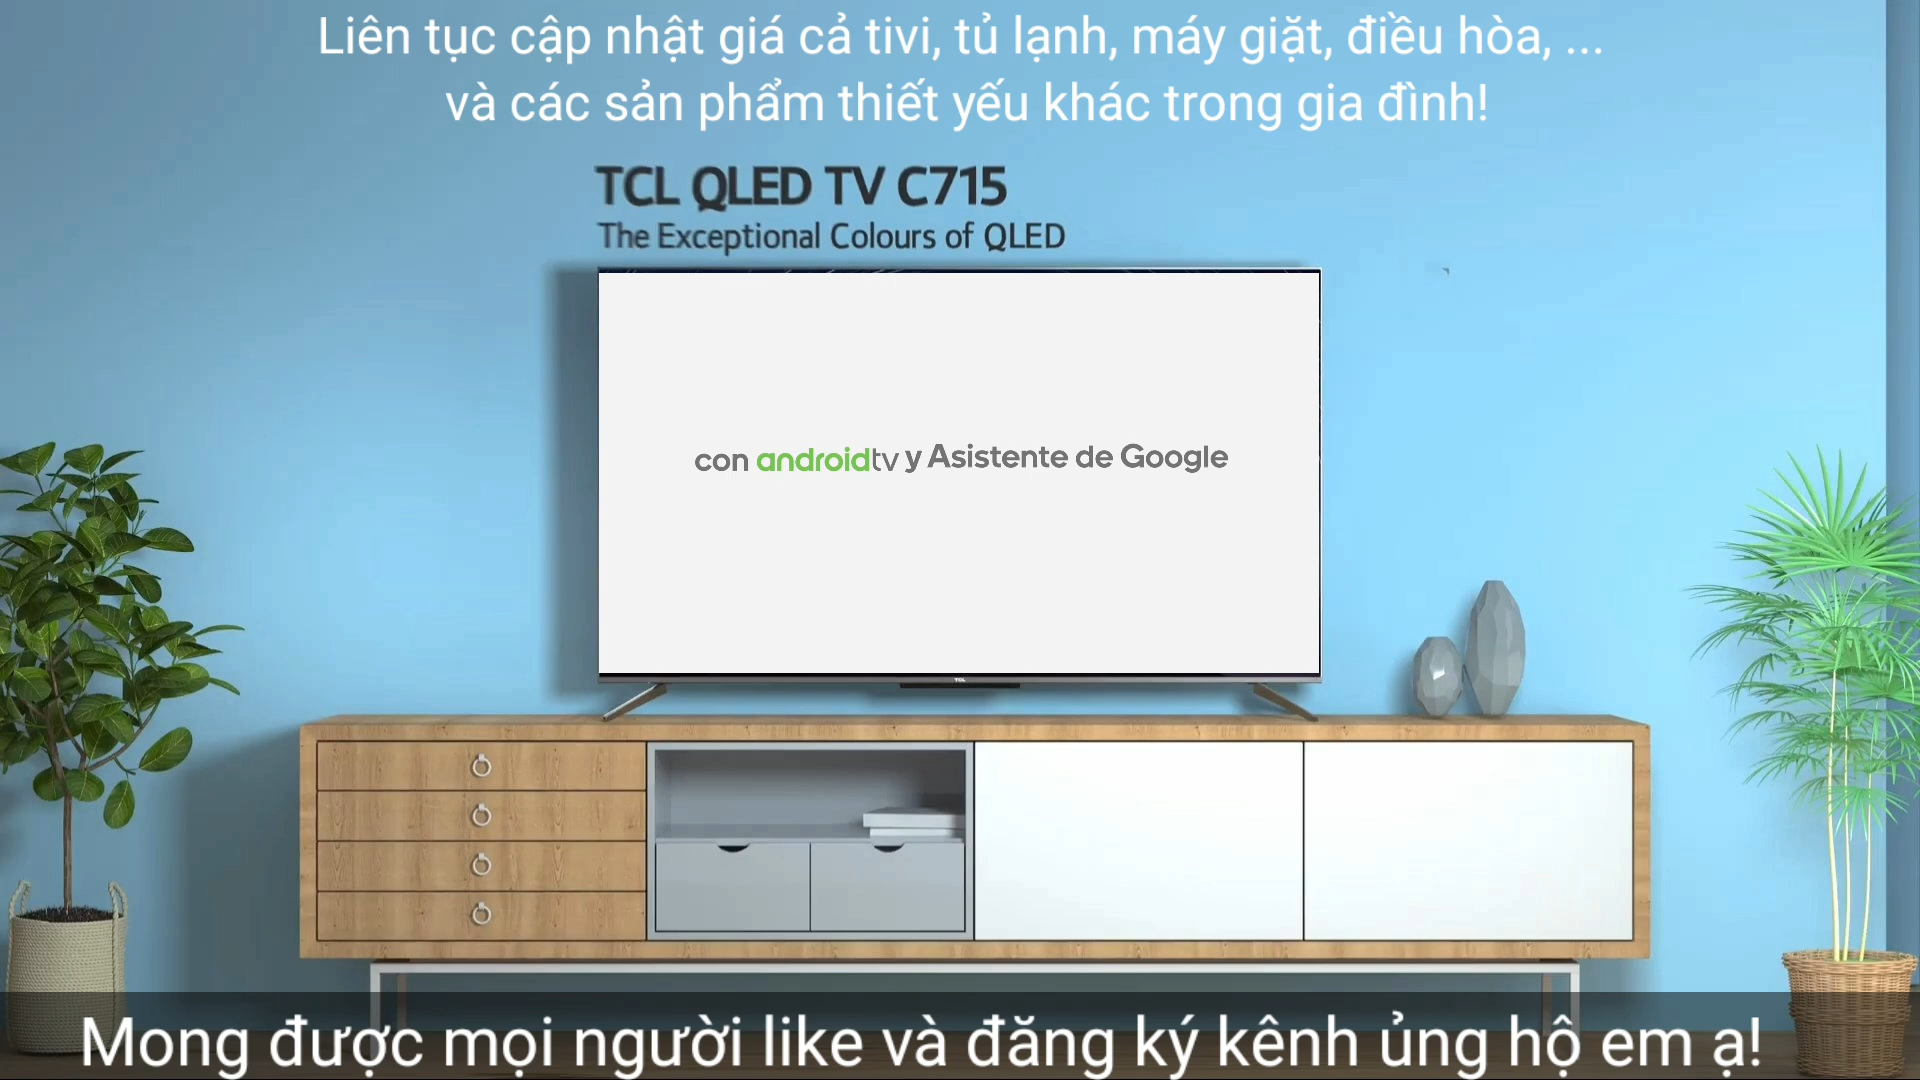 Liên tục cập nhật giá cả tivi, tủ lạnh, máy giặt, điều hòa, ...
và các sản phẩm thiết yếu khác trong gia đình!
TCL QLED TV C715
The Exceptional Colours of QLED
con androidtv y Asistente de Google
TCL
Mong được mọi người like và đăng ký kênh ủng hộ em ạ!